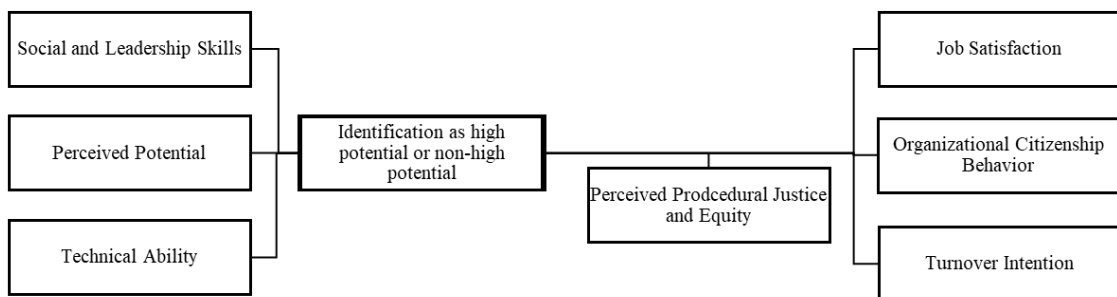 Social and Leadership Skills
Perceived Potential
Technical Ability
Identification as high
potential or non-high
potential
Perceived Prodcedural Justice
and Equity
Job Satisfaction
Organizational Citizenship
Behavior
Turnover Intention